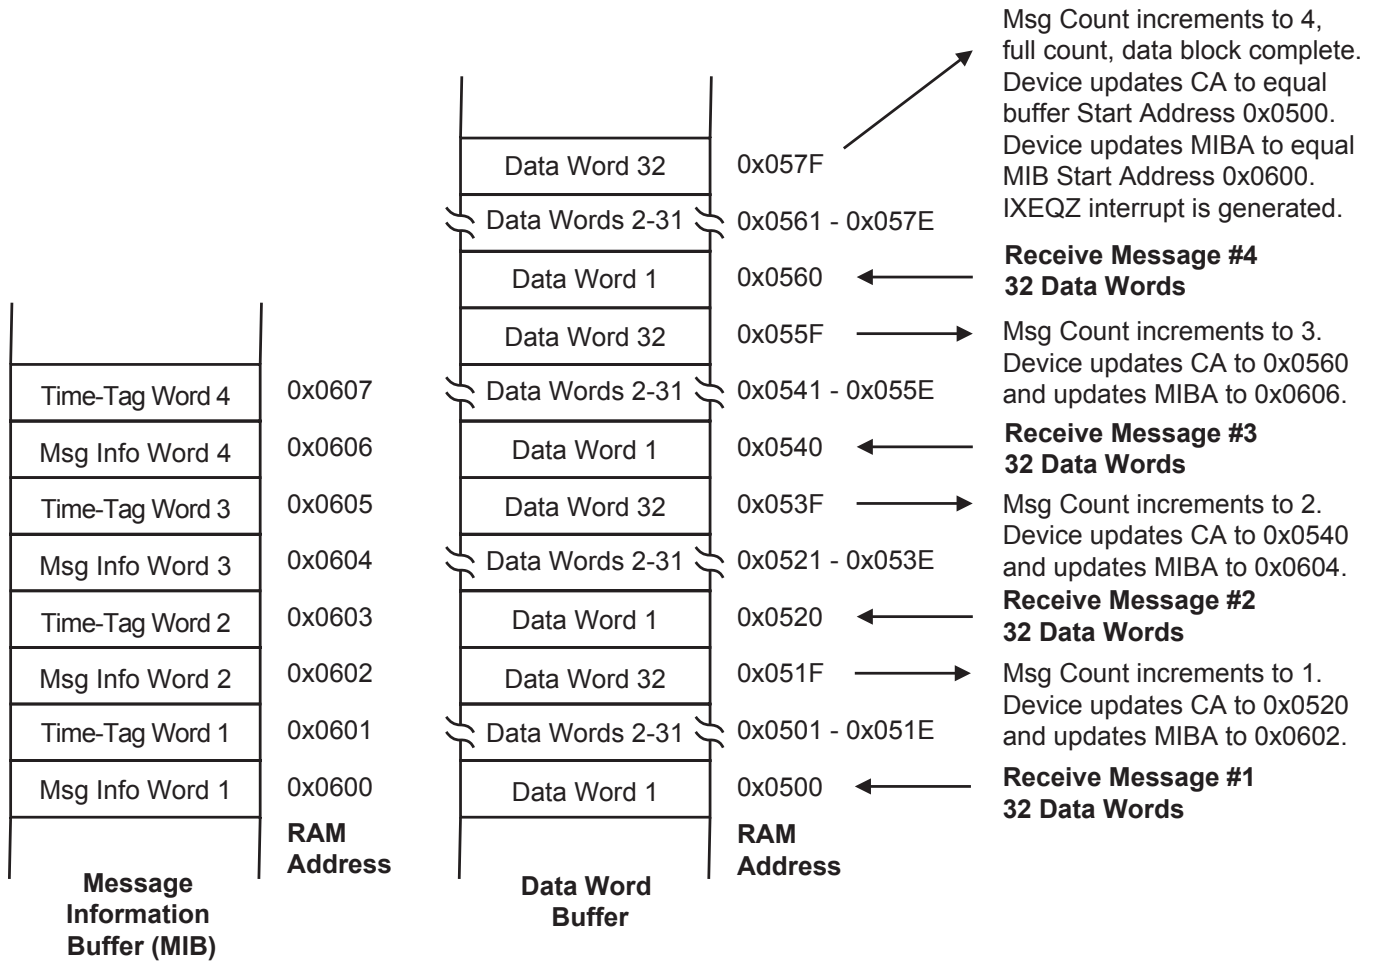 Msg Count increments to 4,
full count, data block complete.
Device updates CA to equal
buffer Start Address 0x0500.
Device updates MIBA to equal
MIB Start Address 0x0600.
IXEQZ interrupt is generated.
Receive Message #4
32 Data Words
Msg Count increments to 3.
Device updates CA to 0x0560
and updates MIBA to 0x0606.
Receive Message #3
32 Data Words
Msg Count increments to 2.
Device updates CA to 0x0540
and updates MIBA to 0x0604.
Receive Message #2
32 Data Words
Msg Count increments to 1.
Device updates CA to 0x0520
and updates MIBA to 0x0602.
Receive Message #1
32 Data Words
Data Word 32 0x057F
Data Words 2-31 0x0561 - 0x057E
Data Word 1 0x0560
Data Word 32 0x055F
Data Words 2-31 0x0541 - 0x055E
Data Word 1 0x0540
Data Word 32 0x053F
Data Words 2-31 0x0521 - 0x053E
Data Word 1 0x0520
Data Word 32 0x051F
Data Words 2-31 0x0501 - 0x051E
Data Word 1 0x0500
RAM
Address
Data Word
Buffer
Time-Tag Word 4 0x0607
Msg Info Word 4 0x0606
Time-Tag Word 3 0x0605
Msg Info Word 3 0x0604
Time-Tag Word 2 0x0603
Msg Info Word 2 0x0602
Time-Tag Word 1 0x0601
Msg Info Word 1 0x0600
RAM
Address
Message
Information
Buffer (MIB)